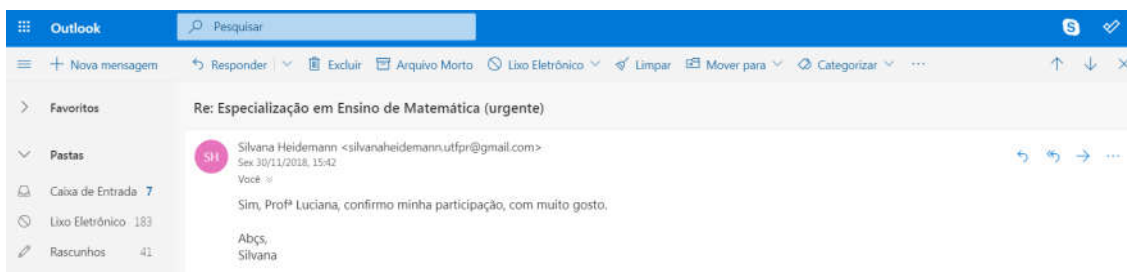 Outlook
Pesquisar
Nova mensagem
Responder
Excluir
Arquivo Morto
Lixo Eletrônico
Limpar
Mover para
Categorizar
Favoritos
Re: Especialização em Ensino de Matemática (urgente)
Pastas
SH
Silvana Heidemann <silvanaheidemann.utfpr@gmail.com>
Sex 30/11/2018, 15:42
Você
Caixa de Entrada 7
Sim, Profª Luciana, confirmo minha participação, com muito gosto.
Lixo Eletrônico 183
Abçs,
Rascunhos 41
Silvana